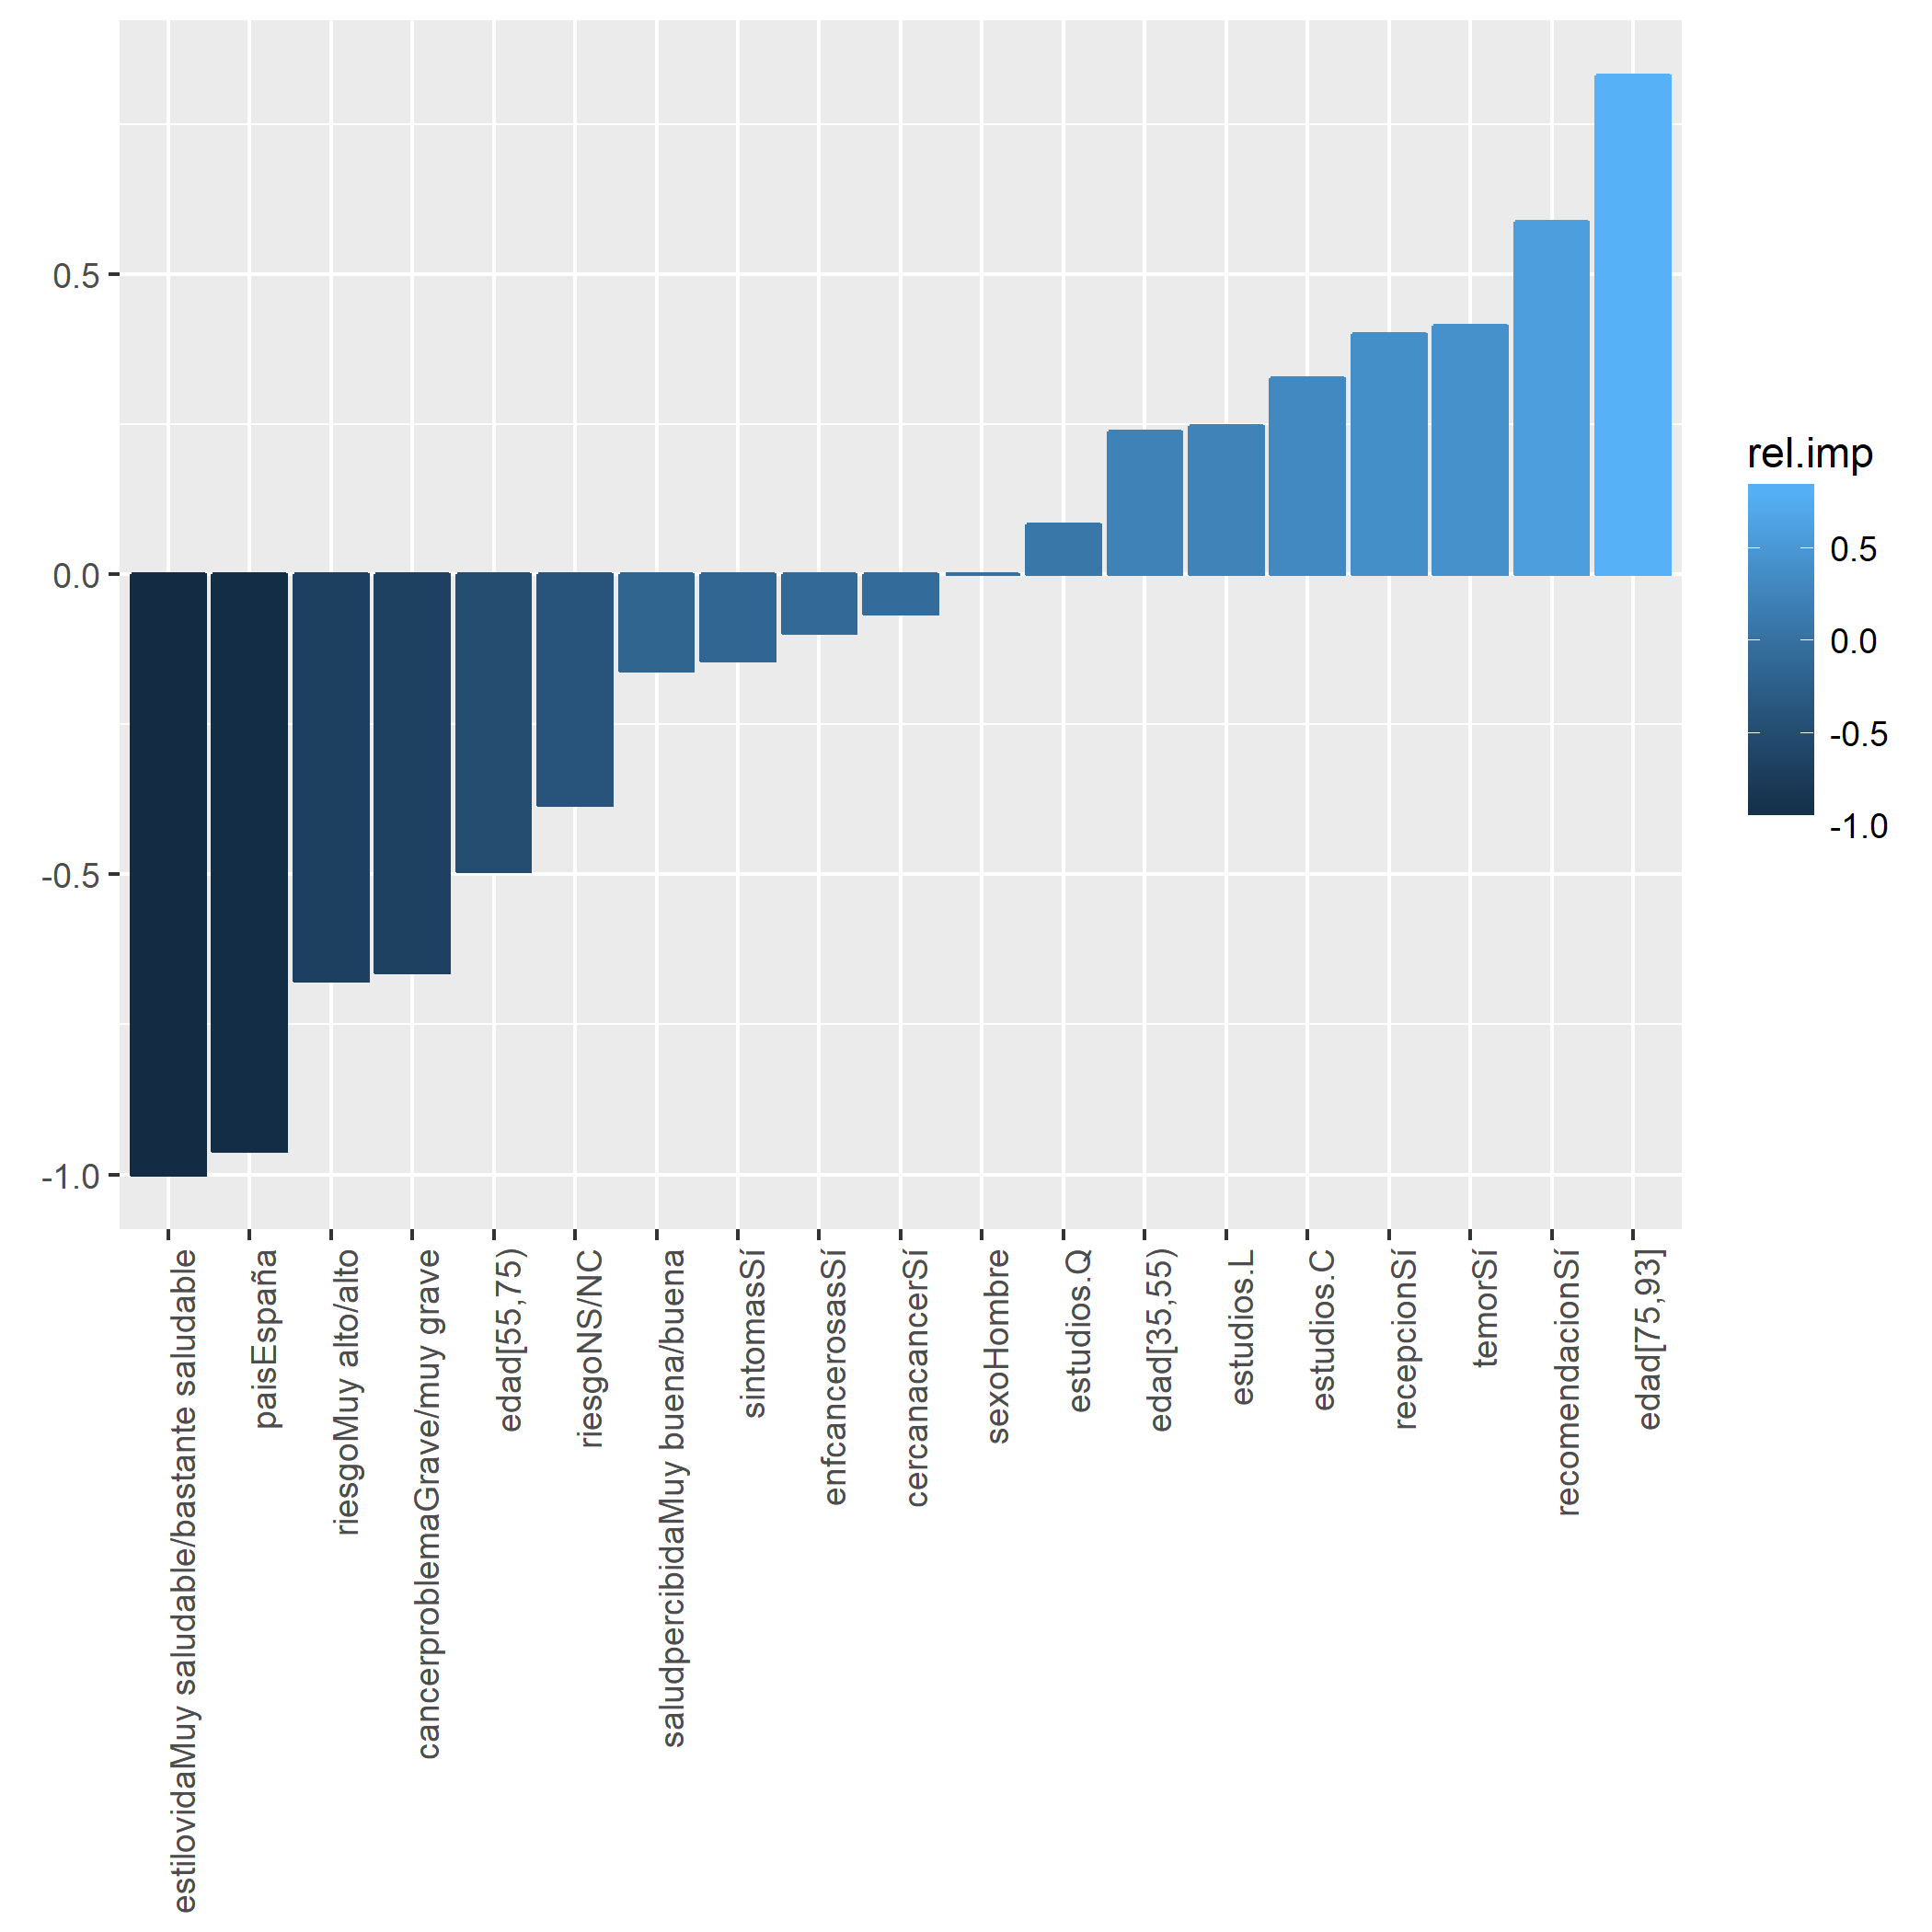 0.5
0.0
-0.5
-1.0
estilovidaMuy saludable/bastante saludable
paisEspaña
riesgoMuy alto/alto
cancerproblemaGrave/muy grave
edad[55,75)
riesgoNS/NC
saludpercibidaMuy buena/buena
sintomasSí
enfcancerosasSí
cercanacancerSí
sexoHombre
estudios.Q
edad[35,55)
estudios.L
estudios.C
recepcionSí
temorSí
recomendacionSí
edad[75,93]
rel.imp
0.5
0.0
-0.5
-1.0